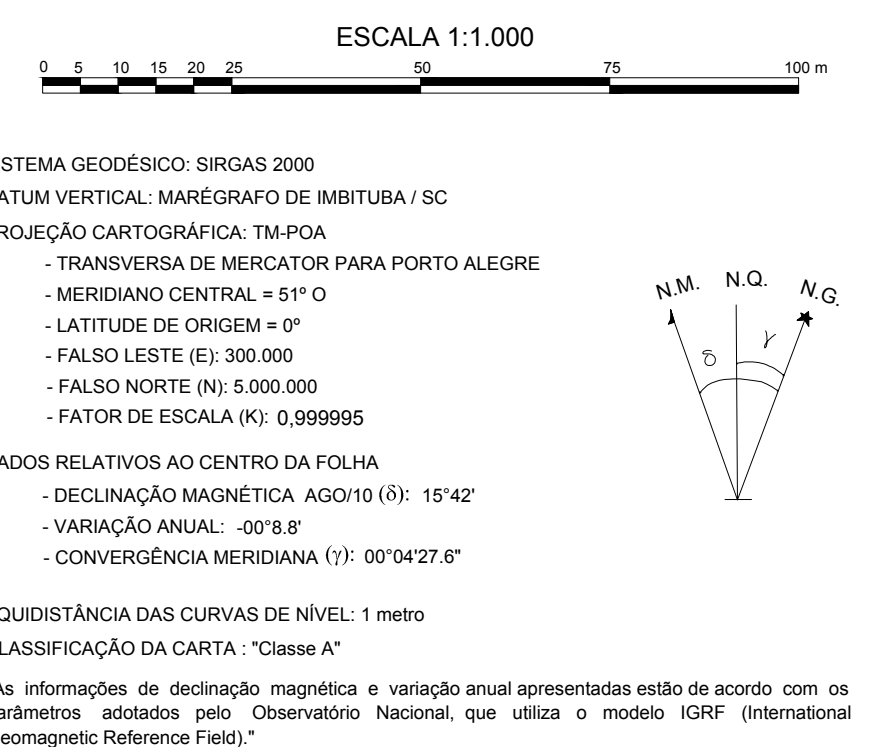 ESCALA 1:1.000
0 5 10 15 20 25 50 75 100 m
ISTEMA GEODÉSICO: SIRGAS 2000
ATUM VERTICAL: MARÉGRAFO DE IMBITUBA / SC
ROJEÇÃO CARTOGRÁFICA: TM-POA
- TRANSVERSA DE MERCATOR PARA PORTO ALEGRE
- MERIDIANO CENTRAL = 51º O
- LATITUDE DE ORIGEM = 0º
- FALSO LESTE (E): 300.000
- FALSO NORTE (N): 5.000.000
- FATOR DE ESCALA (K): 0,999995
N.M. N.Q. N.G.
δ γ
ADOS RELATIVOS AO CENTRO DA FOLHA
- DECLINAÇÃO MAGNÉTICA AGO/10 (δ): 15°42'
- VARIAÇÃO ANUAL: -00°8.8'
- CONVERGÊNCIA MERIDIANA (γ): 00°04'27.6"
QUIDISTÂNCIA DAS CURVAS DE NÍVEL: 1 metro
LASSIFICAÇÃO DA CARTA : "Classe A"
As informações de declinação magnética e variação anual apresentadas estão de acordo com os
arâmetros adotados pelo Observatório Nacional, que utiliza o modelo IGRF (International
eomagnetic Reference Field)."